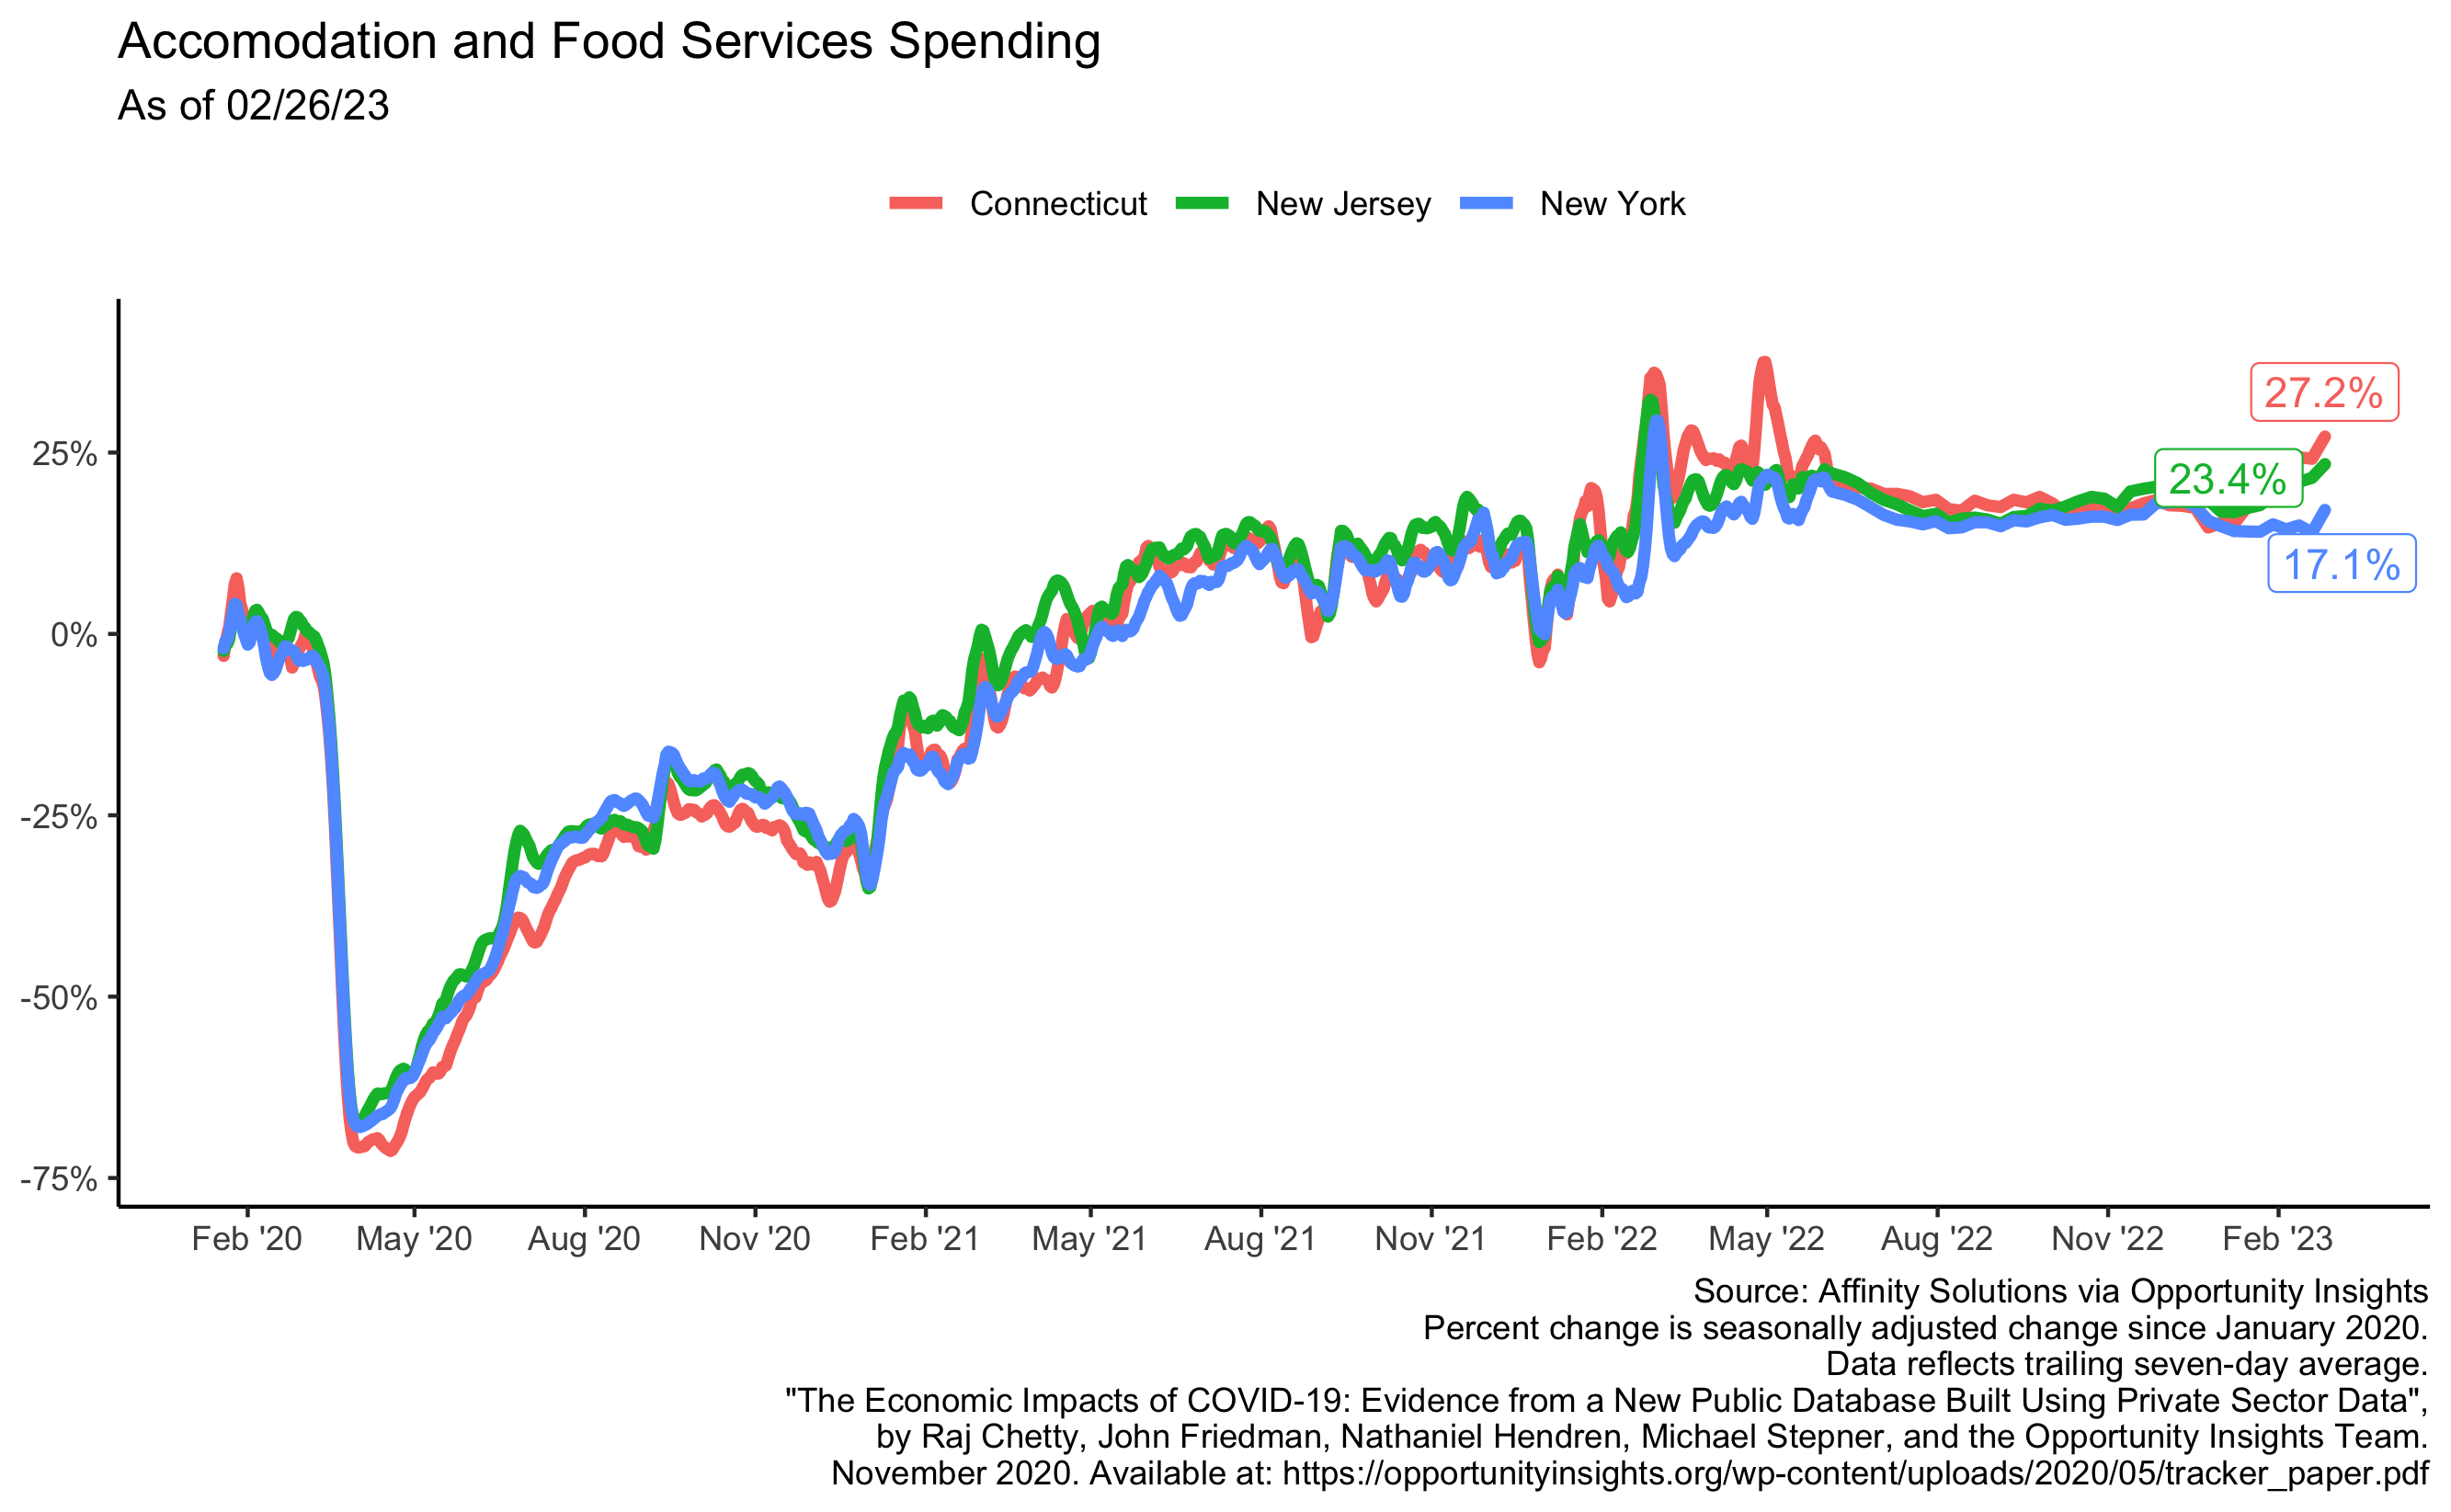 Accomodation and Food Services Spending
As of 02/26/23
Connecticut New Jersey New York
27.2%
25%
23.4%
17.1%
0%
-25%
-50%
-75%
Feb '20 May '20 Aug '20 Nov '20 Feb '21 May '21 Aug '21 Nov '21 Feb '22 May '22 Aug '22 Nov '22 Feb '23
Source: Affinity Solutions via Opportunity Insights
Percent change is seasonally adjusted change since January 2020.
Data reflects trailing seven-day average.
"The Economic Impacts of COVID-19: Evidence from a New Public Database Built Using Private Sector Data",
by Raj Chetty, John Friedman, Nathaniel Hendren, Michael Stepner, and the Opportunity Insights Team.
November 2020. Available at: https://opportunityinsights.org/wp-content/uploads/2020/05/tracker_paper.pdf